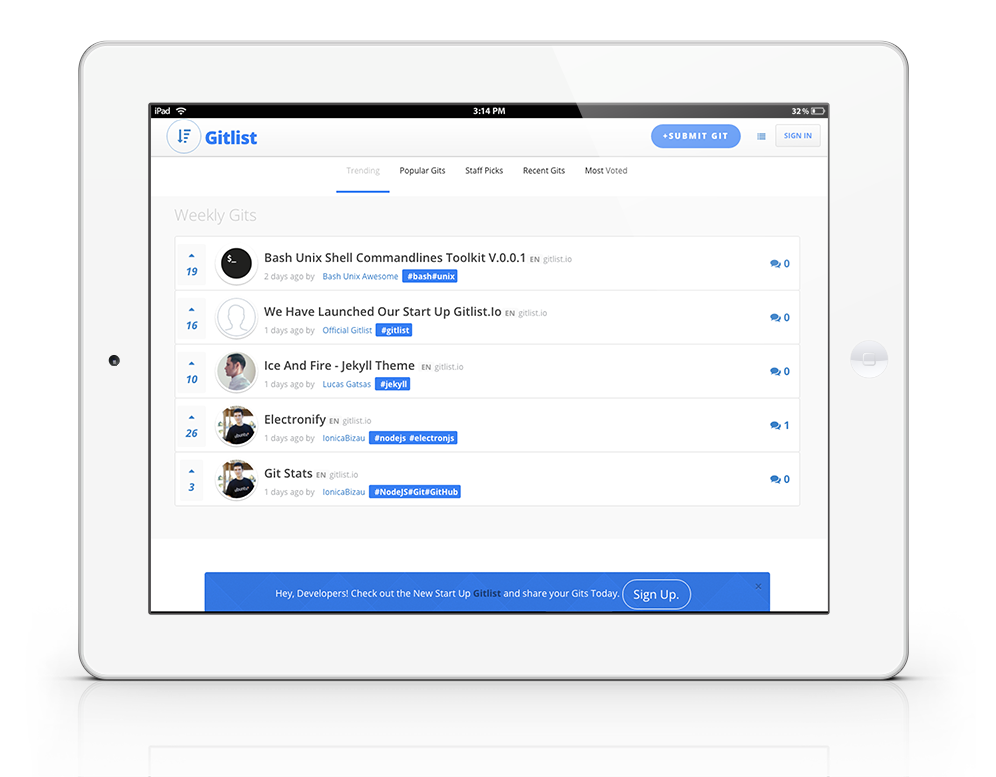 iPad 3:14 PM 32%
Gitlist +SUBMIT GIT SIGN IN
Trending Popular Gits Staff Picks Recent Gits Most Voted
Weekly Gits
19 $_ Bash Unix Shell Commandlines Toolkit V.0.0.1 EN gitlist.io 0
2 days ago by Bash Unix Awesome #bash#unix
16 We Have Launched Our Start Up Gitlist.Io EN gitlist.io 0
1 days ago by Official Gitlist #gitlist
10 Ice And Fire - Jekyll Theme EN gitlist.io 0
1 days ago by Lucas Gatsas #jekyll
26 Electronify EN gitlist.io 1
1 days ago by IonicaBizau #nodejs #electronjs
3 Git Stats EN gitlist.io 0
1 days ago by IonicaBizau #NodeJS#Git#GitHub
Hey, Developers! Check out the New Start Up Gitlist and share your Gits Today. Sign Up. ×